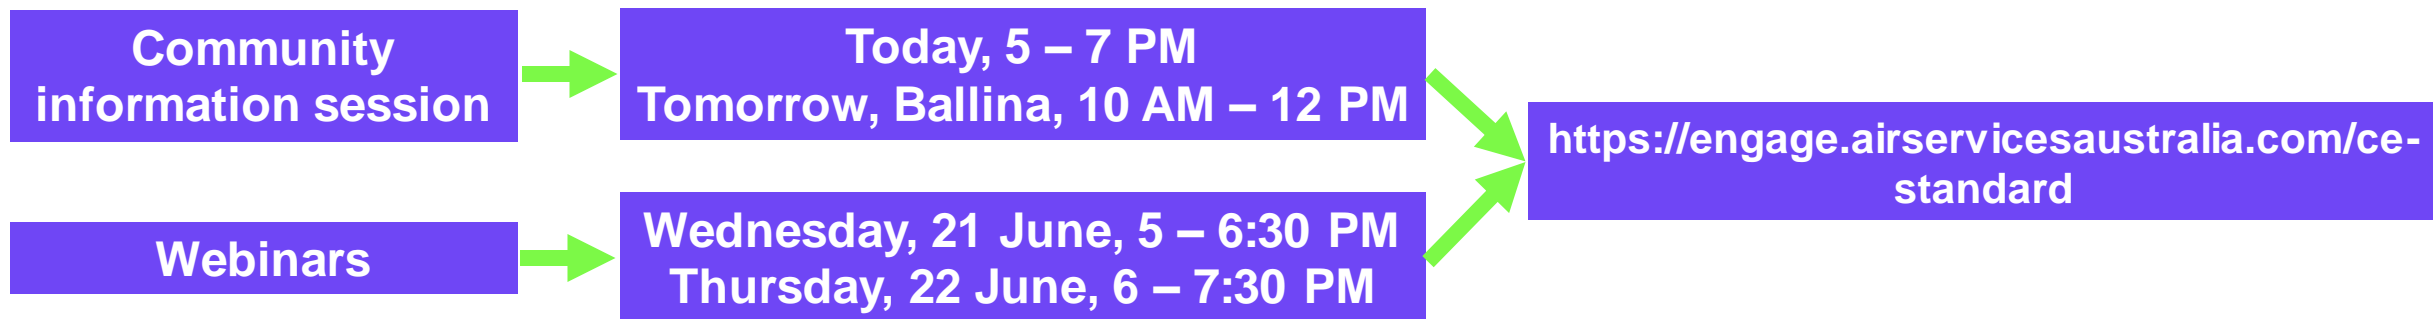 Community
information session
Today, 5 – 7 PM
Tomorrow, Ballina, 10 AM – 12 PM
Webinars
Wednesday, 21 June, 5 – 6:30 PM
Thursday, 22 June, 6 – 7:30 PM
https://engage.airservicesaustralia.com/ce-
standard